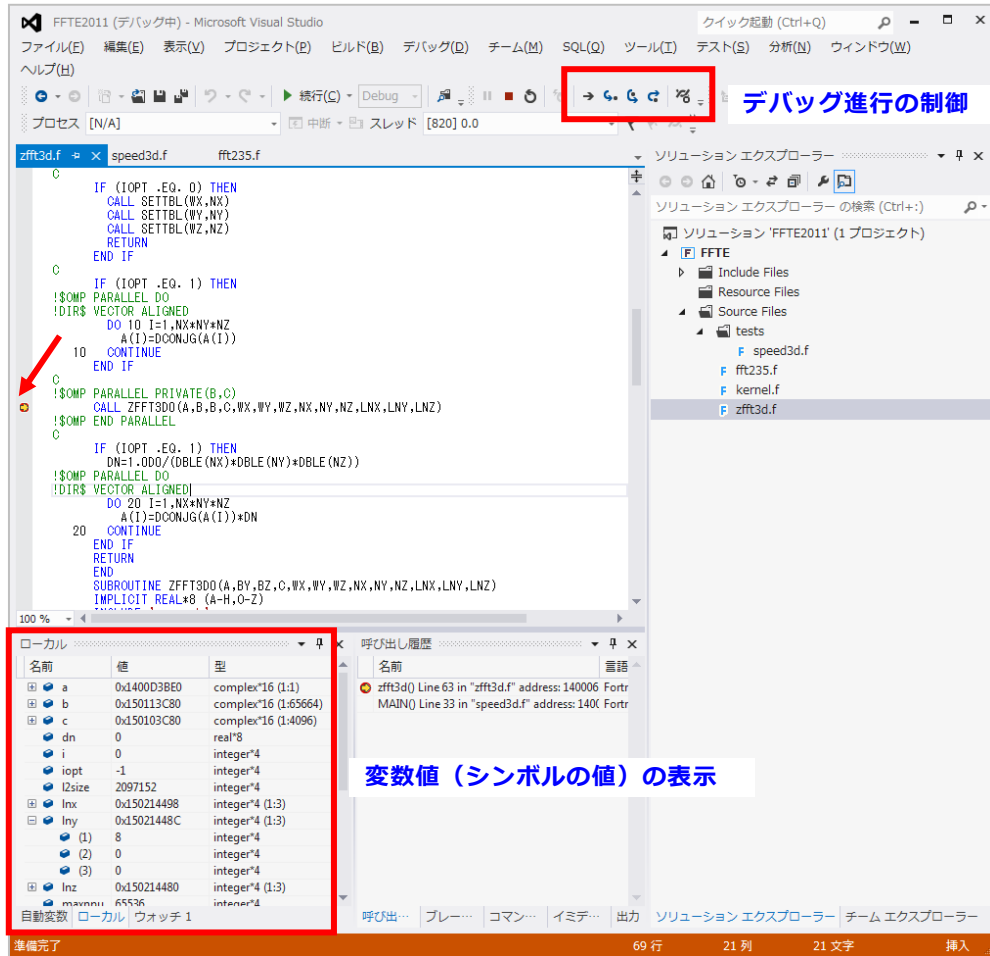 FFTE2011 (デバッグ中) - Microsoft Visual Studio
クイック起動 (Ctrl+Q)
ファイル(F) 編集(E) 表示(V) プロジェクト(P) ビルド(B) デバッグ(D) チーム(M) SQL(Q) ツール(T) テスト(S) 分析(N) ウィンドウ(W)
ヘルプ(H)
続行(C) Debug
デバッグ進行の制御
プロセス [N/A] 中断 スレッド [820] 0.0
zfft3d.f speed3d.f fft235.f
C
IF (IOPT .EQ. 0) THEN
CALL SETTBL(WX,NX)
CALL SETTBL(WY,NY)
CALL SETTBL(WZ,NZ)
RETURN
END IF
C
IF (IOPT .EQ. 1) THEN
!$OMP PARALLEL DO
!DIR$ VECTOR ALIGNED
DO 10 I=1,NX*NY*NZ
A(I)=DCONJG(A(I))
10 CONTINUE
END IF
C
!$OMP PARALLEL PRIVATE(B,C)
CALL ZFFT3D0(A,B,B,C,WX,WY,WZ,NX,NY,NZ,LNX,LNY,LNZ)
!$OMP END PARALLEL
C
IF (IOPT .EQ. 1) THEN
DN=1.0D0/(DBLE(NX)*DBLE(NY)*DBLE(NZ))
!$OMP PARALLEL DO
!DIR$ VECTOR ALIGNED
DO 20 I=1,NX*NY*NZ
A(I)=DCONJG(A(I))*DN
20 CONTINUE
END IF
RETURN
END
SUBROUTINE ZFFT3D0(A,BY,BZ,C,WX,WY,WZ,NX,NY,NZ,LNX,LNY,LNZ)
IMPLICIT REAL*8 (A-H,O-Z)
100 %
ソリューション エクスプローラー
ソリューション エクスプローラー の検索 (Ctrl+:)
ソリューション 'FFTE2011' (1 プロジェクト)
FFTE
Include Files
Resource Files
Source Files
tests
speed3d.f
fft235.f
kernel.f
zfft3d.f
ローカル
名前 値 型
a 0x1400D3BE0 complex*16 (1:1)
b 0x150113C80 complex*16 (1:65664)
c 0x150103C80 complex*16 (1:4096)
dn 0 real*8
i 0 integer*4
iopt -1 integer*4
l2size 2097152 integer*4
lnx 0x150214498 integer*4 (1:3)
lny 0x15021448C integer*4 (1:3)
(1) 8 integer*4
(2) 0 integer*4
(3) 0 integer*4
lnz 0x150214480 integer*4 (1:3)
maxnpu 65536 integer*4
自動変数 ローカル ウォッチ 1
呼び出し履歴
名前 言語
zfft3d() Line 63 in "zfft3d.f" address: 140006 Fortr
MAIN() Line 33 in "speed3d.f" address: 1400 Fortr
変数値（シンボルの値）の表示
呼び出… ブレー… コマン… イミデ… 出力
ソリューション エクスプローラー チーム エクスプローラー
準備完了 69 行 21 列 21 文字 挿入